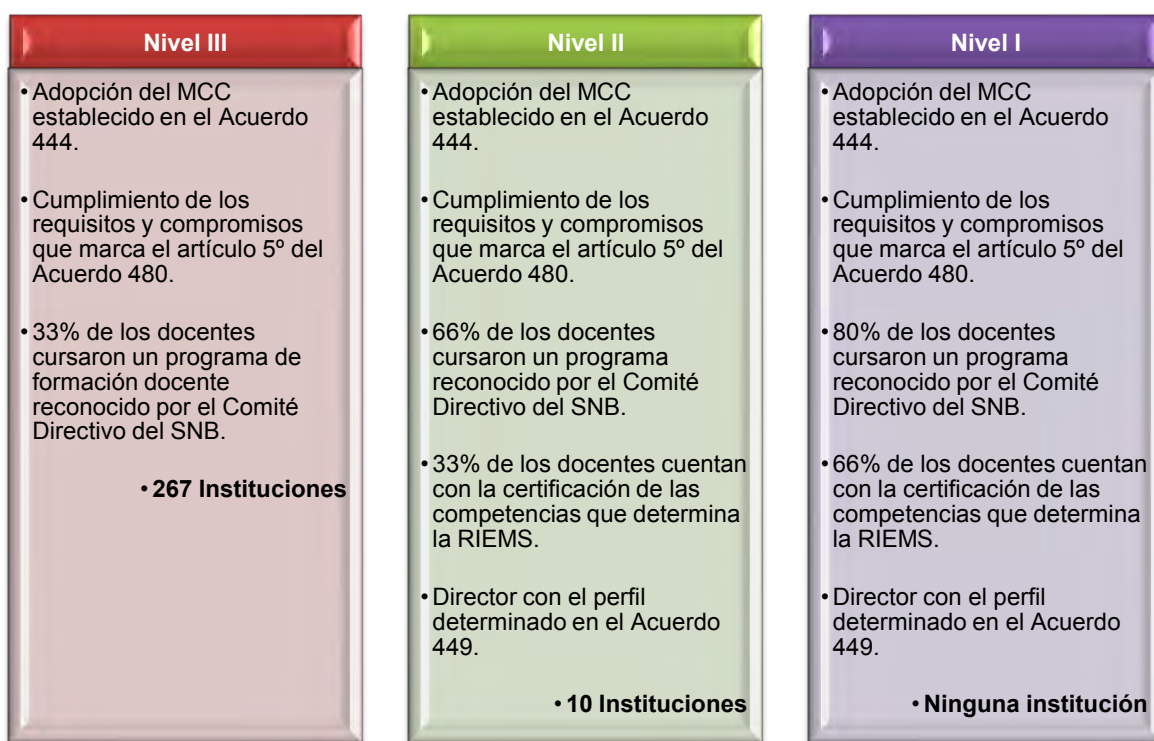 Nivel III
•Adopción del MCC
establecido en el Acuerdo
444.
•Cumplimiento de los
requisitos y compromisos
que marca el artículo 5º del
Acuerdo 480.
•33% de los docentes
cursaron un programa de
formación docente
reconocido por el Comité
Directivo del SNB.
•267 Instituciones
Nivel II
•Adopción del MCC
establecido en el Acuerdo
444.
•Cumplimiento de los
requisitos y compromisos
que marca el artículo 5º del
Acuerdo 480.
•66% de los docentes
cursaron un programa
reconocido por el Comité
Directivo del SNB.
•33% de los docentes cuentan
con la certificación de las
competencias que determina
la RIEMS.
•Director con el perfil
determinado en el Acuerdo
449.
•10 Instituciones
Nivel I
•Adopción del MCC
establecido en el Acuerdo
444.
•Cumplimiento de los
requisitos y compromisos
que marca el artículo 5º del
Acuerdo 480.
•80% de los docentes
cursaron un programa
reconocido por el Comité
Directivo del SNB.
•66% de los docentes cuentan
con la certificación de las
competencias que determina
la RIEMS.
•Director con el perfil
determinado en el Acuerdo
449.
•Ninguna institución